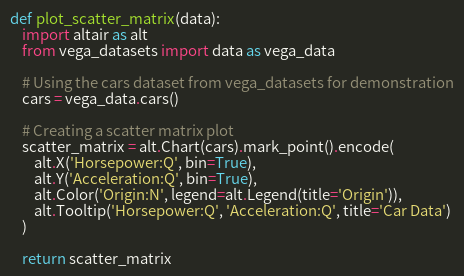 def plot_scatter_matrix(data):
    import altair as alt
    from vega_datasets import data as vega_data

    # Using the cars dataset from vega_datasets for demonstration
    cars = vega_data.cars()

    # Creating a scatter matrix plot
    scatter_matrix = alt.Chart(cars).mark_point().encode(
        alt.X('Horsepower:Q', bin=True),
        alt.Y('Acceleration:Q', bin=True),
        alt.Color('Origin:N', legend=alt.Legend(title='Origin')),
        alt.Tooltip('Horsepower:Q', 'Acceleration:Q', title='Car Data')
    )

    return scatter_matrix